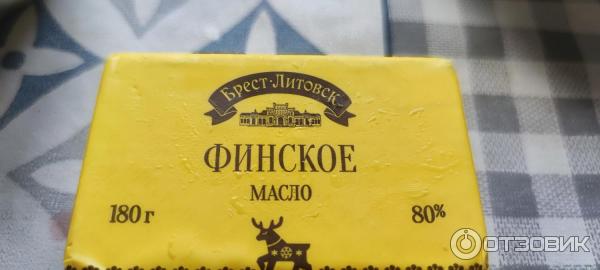 Брест-Литовск
ФИНСКОЕ
МАСЛО
180 г
80%
ОТЗОВИК